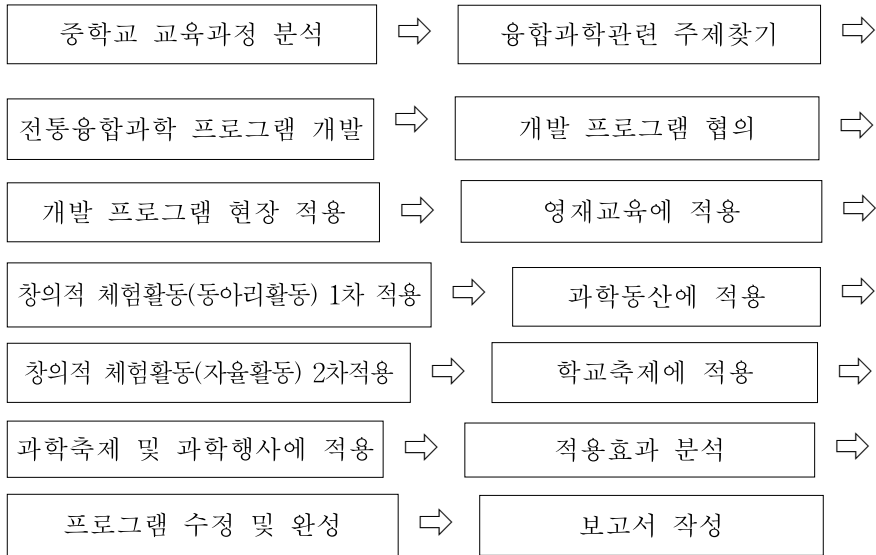 중학교 교육과정 분석 ⇨ 융합과학관련 주제찾기 ⇨
전통융합과학 프로그램 개발 ⇨ 개발 프로그램 협의 ⇨
개발 프로그램 현장 적용 ⇨ 영재교육에 적용 ⇨
창의적 체험활동(동아리활동) 1차 적용 ⇨ 과학동산에 적용 ⇨
창의적 체험활동(자율활동) 2차적용 ⇨ 학교축제에 적용 ⇨
과학축제 및 과학행사에 적용 ⇨ 적용효과 분석 ⇨
프로그램 수정 및 완성 ⇨ 보고서 작성